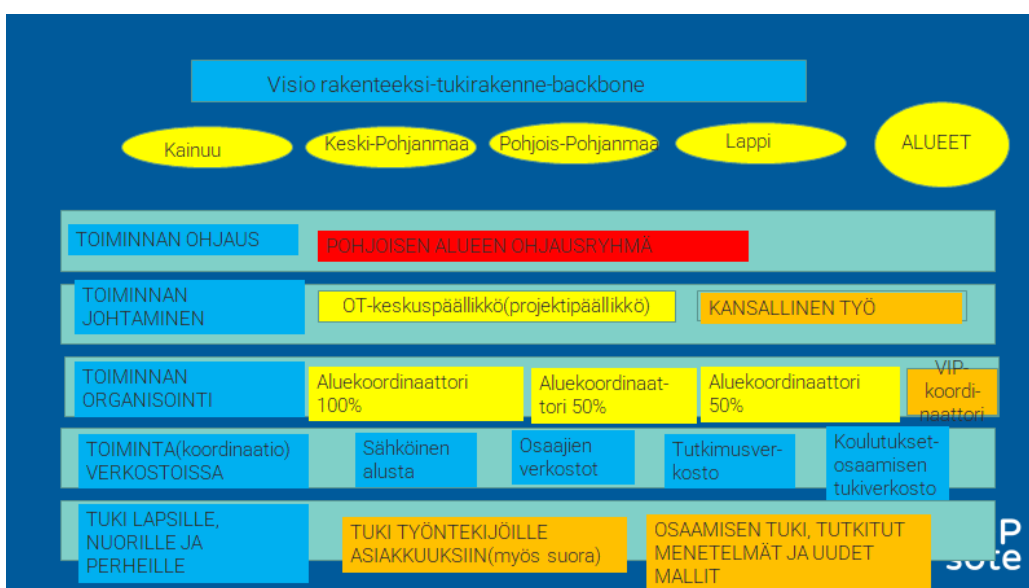 Visio rakenteeksi-tukirakenne-backbone
Kainuu
Keski-Pohjanmaa
Pohjois-Pohjanmaa
Lappi
ALUEET
TOIMINNAN OHJAUS
POHJOISEN ALUEEN OHJAUSRYHMÄ
TOIMINNAN
JOHTAMINEN
OT-keskuspäällikkö(projektipäällikkö)
KANSALLINEN TYÖ
TOIMINNAN
ORGANISOINTI
Aluekoordinaattori
100%
Aluekoordinaat-
tori 50%
Aluekoordinaattori
50%
VIP-
koordi-
naattori
TOIMINTA(koordinaatio)
VERKOSTOISSA
Sähköinen
alusta
Osaajien
verkostot
Tutkimusver-
kosto
Koulutukset-
osaamisen
tukiverkosto
TUKI LAPSILLE,
NUORILLE JA
PERHEILLE
TUKI TYÖNTEKIJÖILLE
ASIAKKUUKSIIN(myös suora)
OSAAMISEN TUKI, TUTKITUT
MENETELMÄT JA UUDET
MALLIT
P
sote